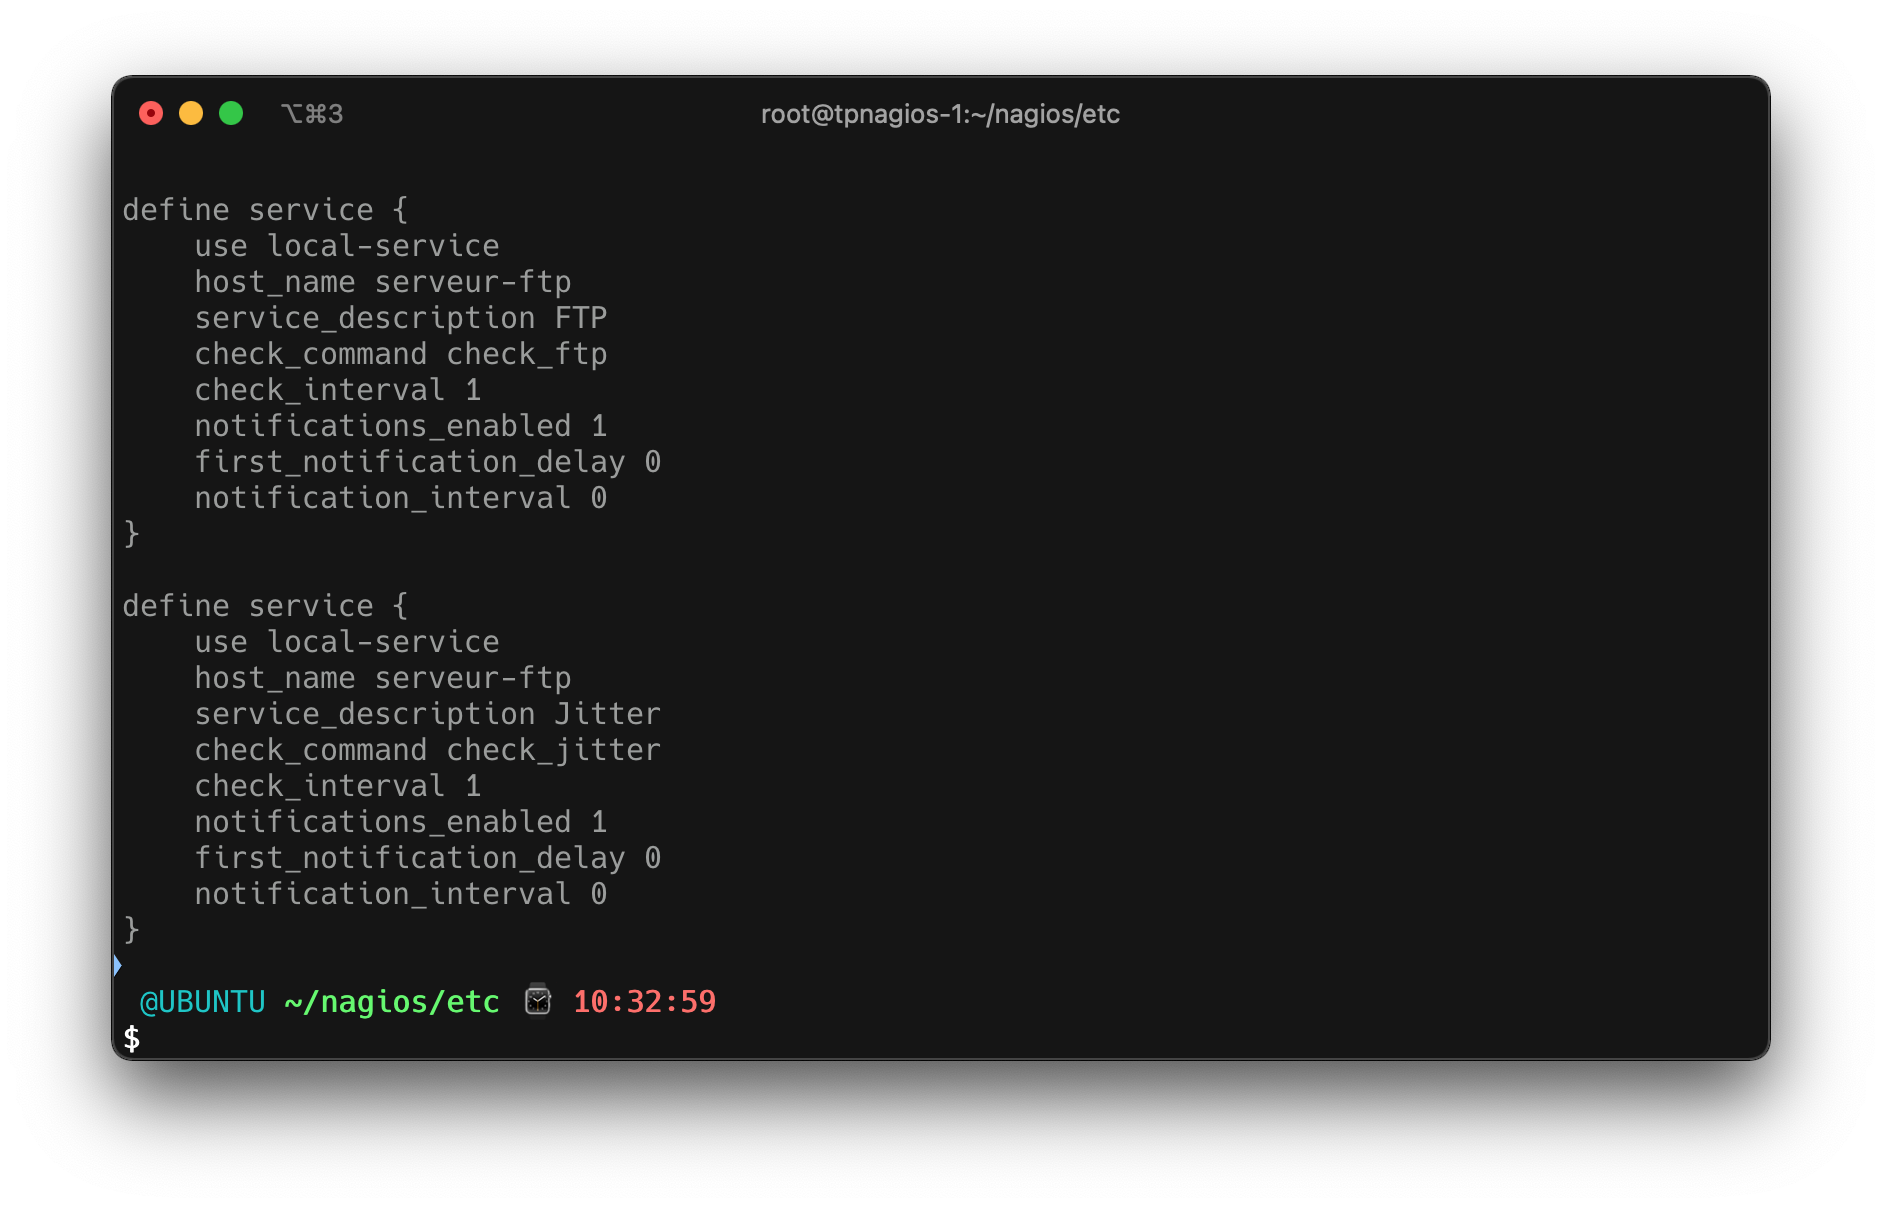 ⌥⌘3 root@tpnagios-1:~/nagios/etc
define service {
    use local-service
    host_name serveur-ftp
    service_description FTP
    check_command check_ftp
    check_interval 1
    notifications_enabled 1
    first_notification_delay 0
    notification_interval 0
}
define service {
    use local-service
    host_name serveur-ftp
    service_description Jitter
    check_command check_jitter
    check_interval 1
    notifications_enabled 1
    first_notification_delay 0
    notification_interval 0
}
@UBUNTU ~/nagios/etc ⌚ 10:32:59
$